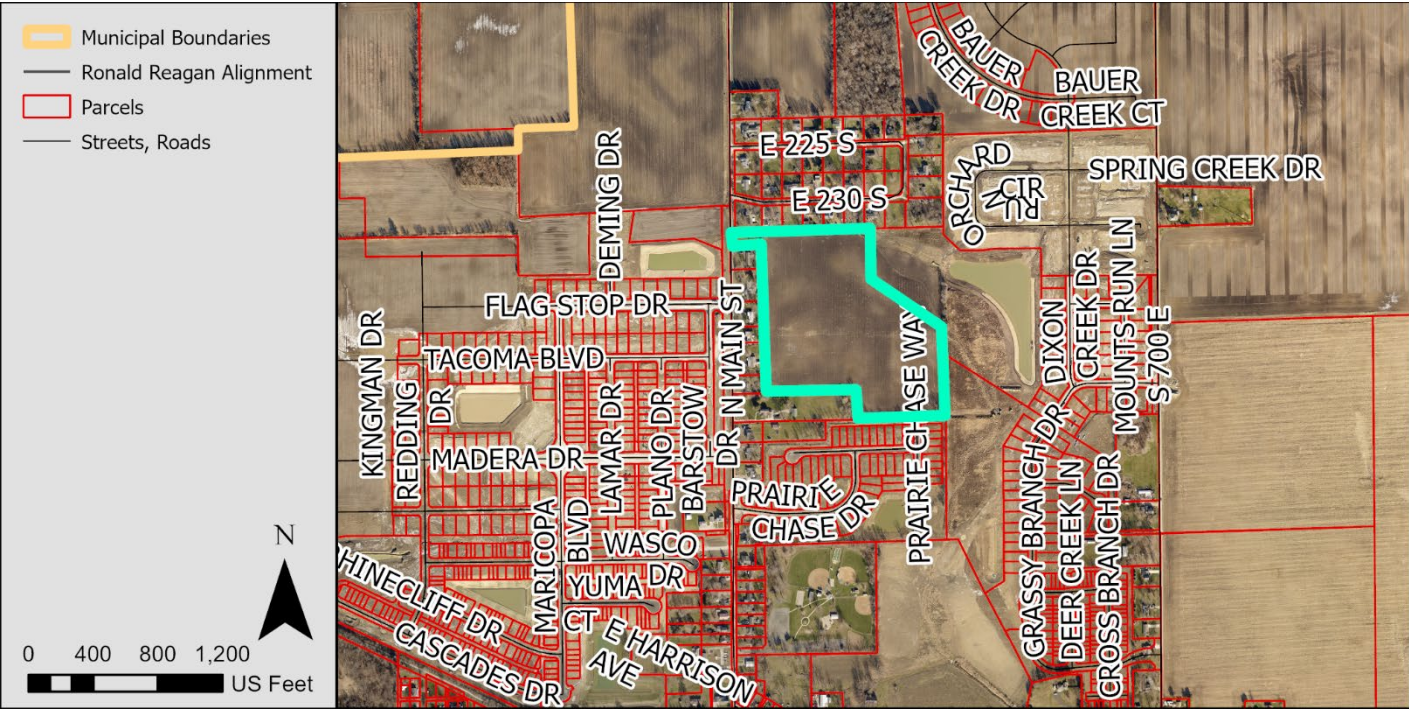 Municipal Boundaries
Ronald Reagan Alignment
Parcels
Streets, Roads
N
0 400 800 1,200
US Feet
BAUER
CREEK DR
BAUER
CREEK CT
E 225 S
E 230 S
ORCHARD
RUN
CIR
SPRING CREEK DR
DEMING DR
FLAG STOP DR
TACOMA BLVD
KINGMAN DR
REDDING
DR
MADERA DR
LAMAR DR
PLANO DR
BARSTOW
DR
N MAIN ST
PRAIRIE CHASE WAY
PRAIRIE
CHASE DR
DIXON
CREEK DR
MOUNTS RUN LN
S 700 E
GRASSY BRANCH DR
DEER CREEK LN
CROSS BRANCH DR
MARICOPA
BLVD
WASCO
DR
YUMA
CT
E HARRISON
AVE
HINECLIFF DR
CASCADES DR